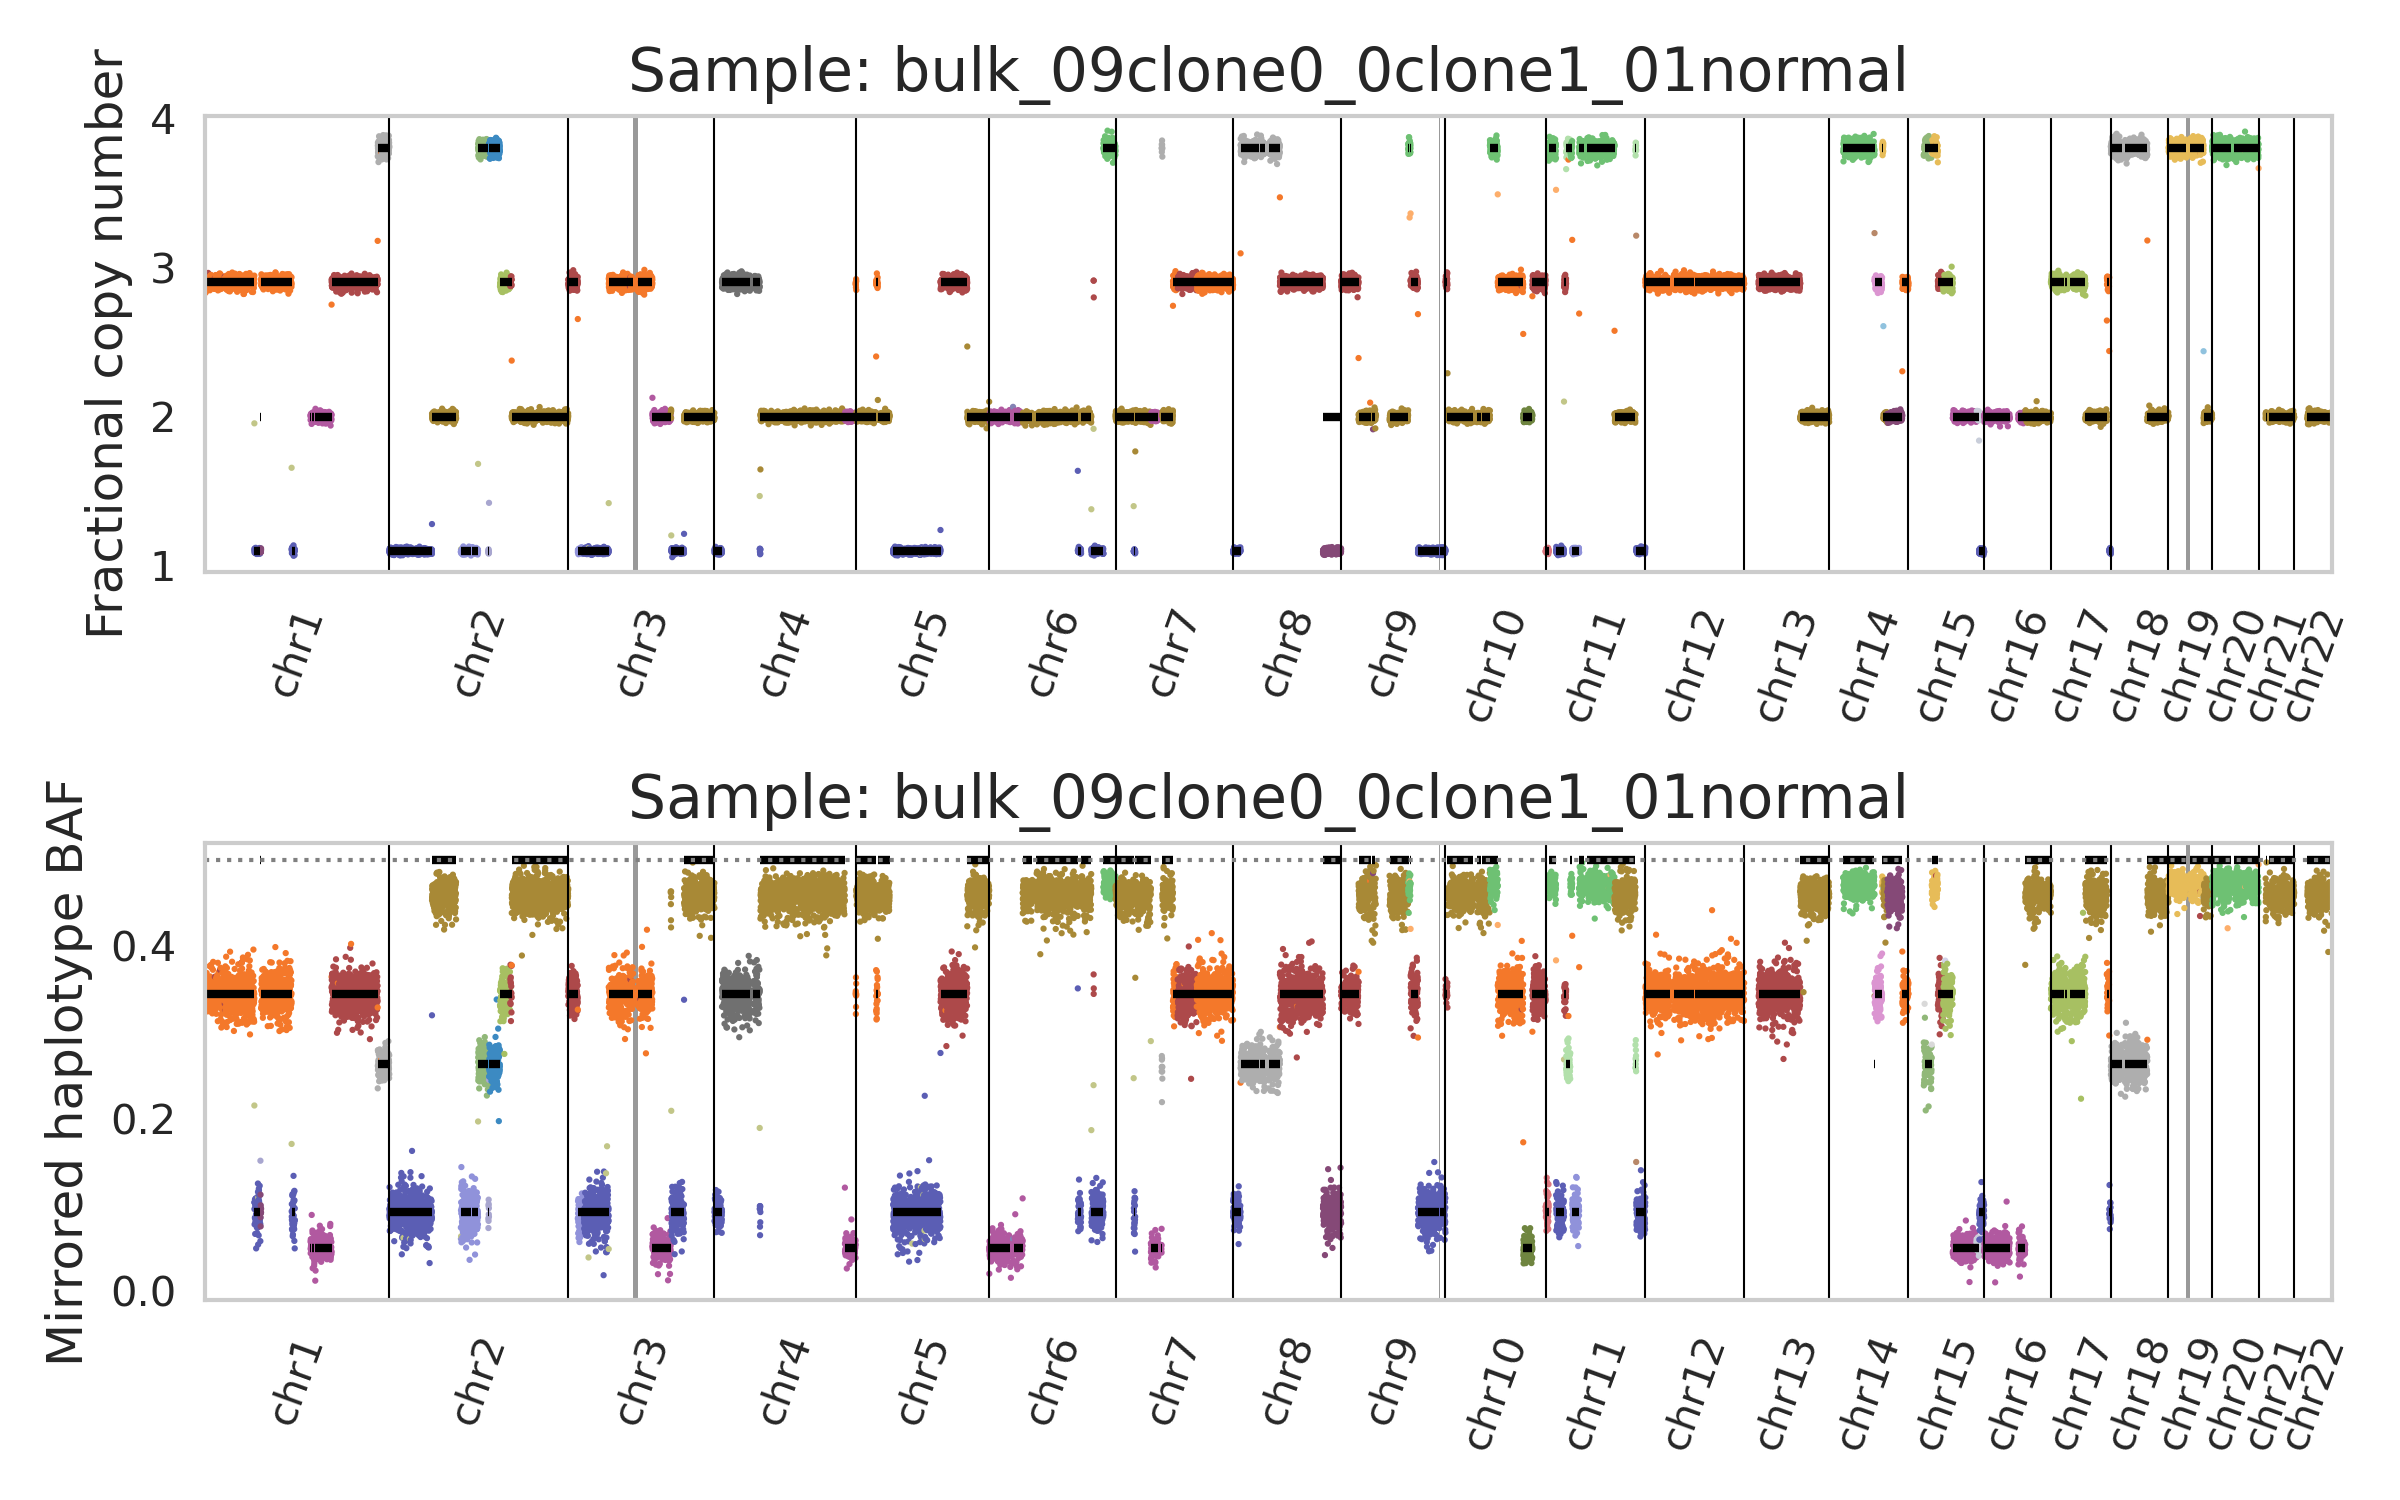 Sample: bulk_09clone0_0clone1_01normal
Fractional copy number
4
3
2
1
chr1
chr2
chr3
chr4
chr5
chr6
chr7
chr8
chr9
chr10
chr11
chr12
chr13
chr14
chr15
chr16
chr17
chr18
chr19
chr20
chr21
chr22
Sample: bulk_09clone0_0clone1_01normal
Mirrored haplotype BAF
0.4
0.2
0.0
chr1
chr2
chr3
chr4
chr5
chr6
chr7
chr8
chr9
chr10
chr11
chr12
chr13
chr14
chr15
chr16
chr17
chr18
chr19
chr20
chr21
chr22